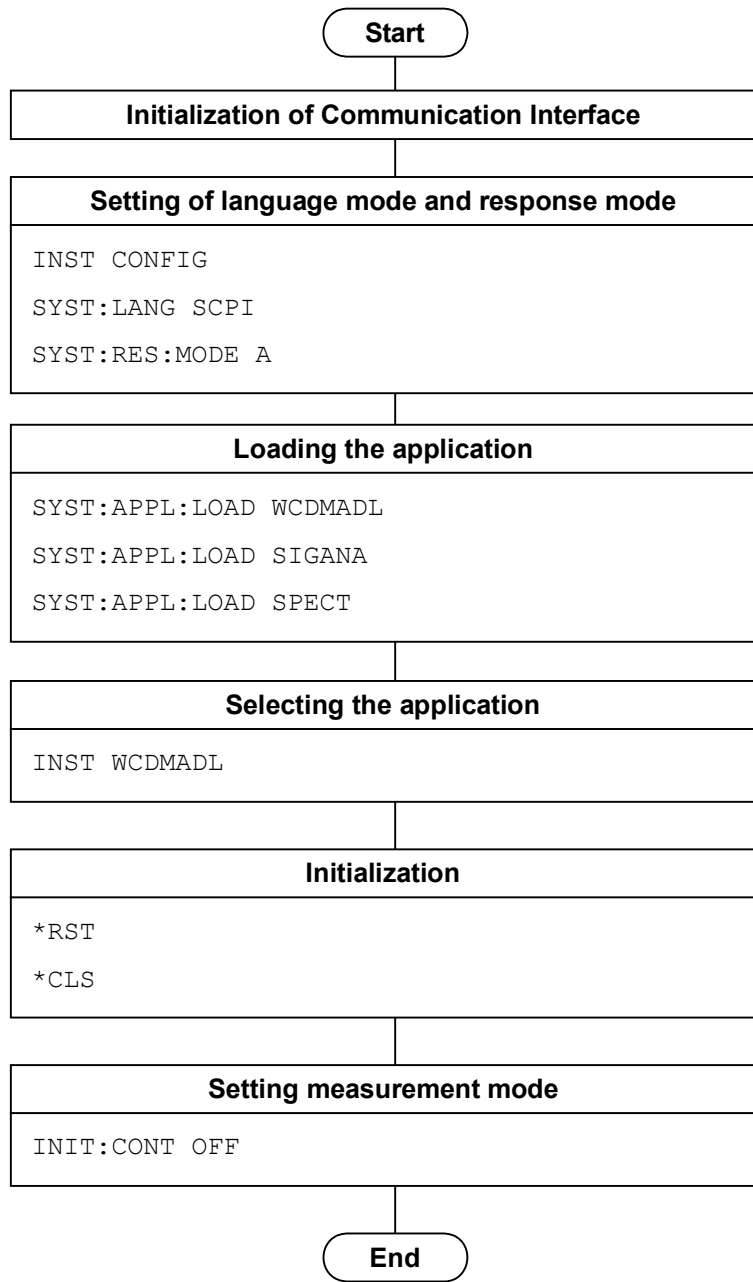 Start
Initialization of Communication Interface
Setting of language mode and response mode
INST CONFIG
SYST:LANG SCPI
SYST:RES:MODE A
Loading the application
SYST:APPL:LOAD WCDMADL
SYST:APPL:LOAD SIGANA
SYST:APPL:LOAD SPECT
Selecting the application
INST WCDMADL
Initialization
*RST
*CLS
Setting measurement mode
INIT:CONT OFF
End